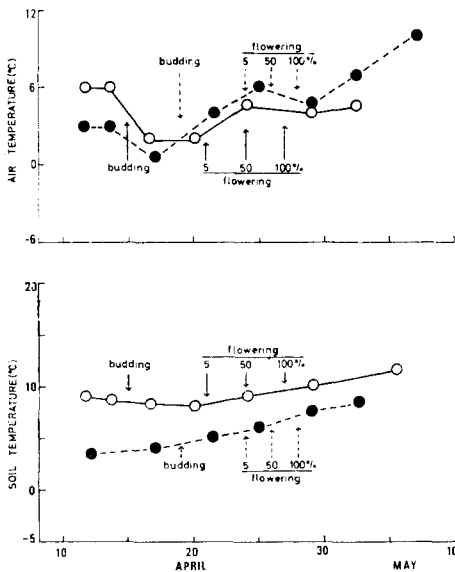 12
6
0
-6
AIR TEMPERATURE (°C)
budding
flowering
5 50 100%
budding
5 50 100%
flowering
20
10
0
-5
SOIL TEMPERATURE (°C)
budding
flowering
5 50 100%
budding
5 50 100%
flowering
10 20 30 10
APRIL MAY